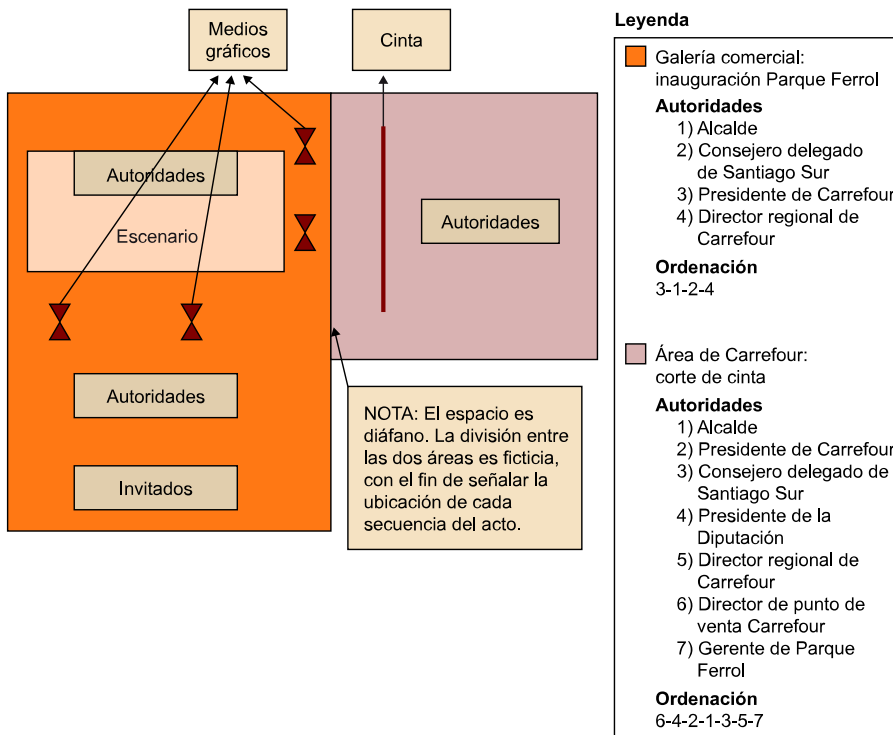 Medios
gráficos
Cinta
Autoridades
Escenario
Autoridades
Autoridades
Invitados
NOTA: El espacio es
diáfano. La división entre
las dos áreas es ficticia,
con el fin de señalar la
ubicación de cada
secuencia del acto.
Leyenda
Galería comercial:
inauguración Parque Ferrol
Autoridades
1) Alcalde
2) Consejero delegado
de Santiago Sur
3) Presidente de Carrefour
4) Director regional de
Carrefour
Ordenación
3-1-2-4
Área de Carrefour:
corte de cinta
Autoridades
1) Alcalde
2) Presidente de Carrefour
3) Consejero delegado de
Santiago Sur
4) Presidente de la
Diputación
5) Director regional de
Carrefour
6) Director de punto de
venta Carrefour
7) Gerente de Parque
Ferrol
Ordenación
6-4-2-1-3-5-7